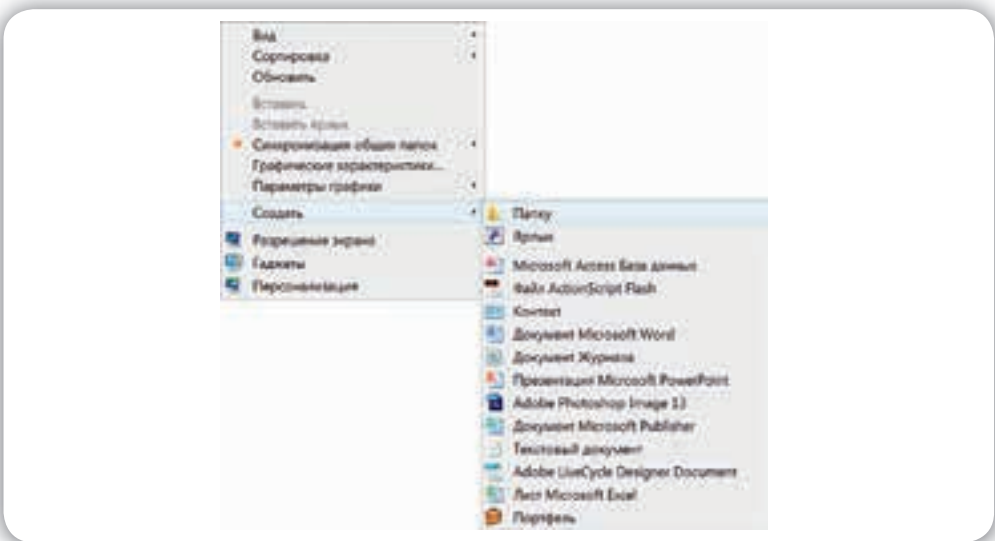 Вид
Сортировка
Обновить
Вставить
Вставить ярлык
Синхронизация общих папок
Графические характеристики...
Параметры графики
Создать
Разрешение экрана
Гаджеты
Персонализация
Папку
Ярлык
Microsoft Access База данных
Файл ActionScript Flash
Контакт
Документ Microsoft Word
Документ Журнала
Презентация Microsoft PowerPoint
Adobe Photoshop Image 13
Документ Microsoft Publisher
Текстовый документ
Adobe LiveCycle Designer Document
Лист Microsoft Excel
Портфель